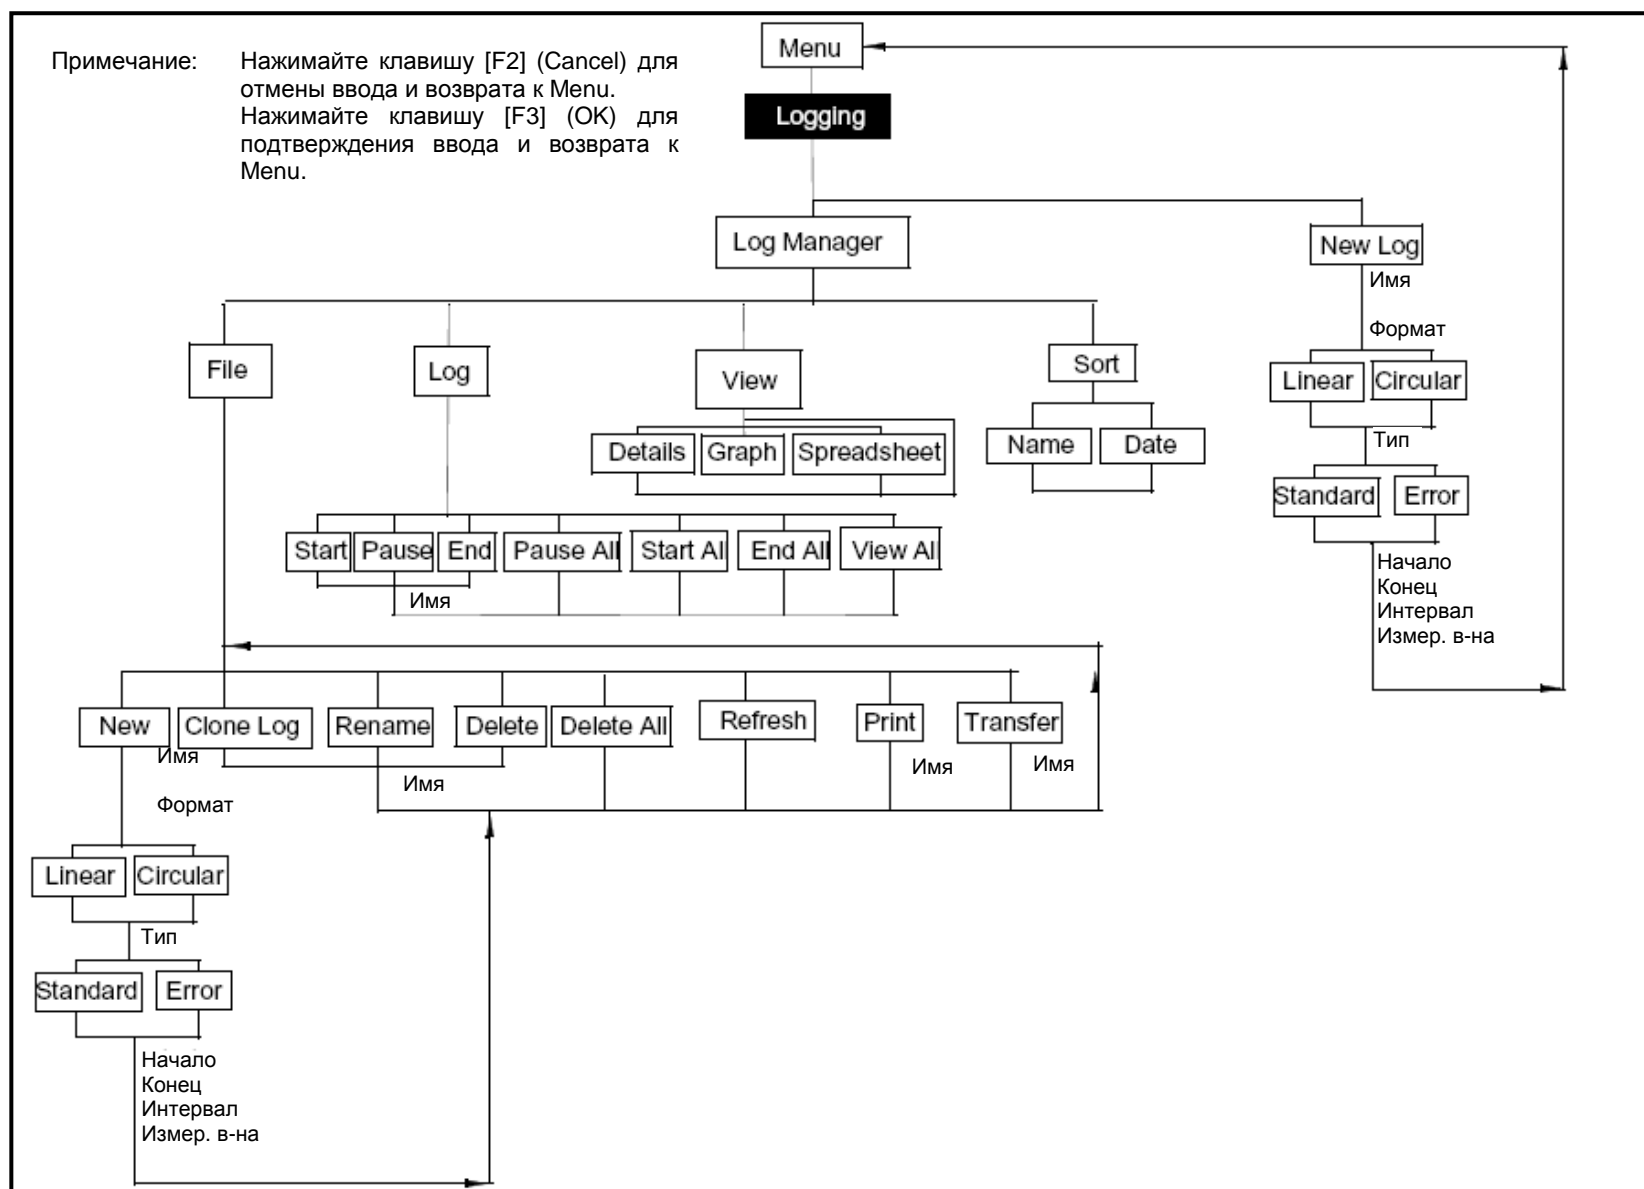 Menu
Примечание: Нажимайте клавишу [F2] (Cancel) для
отмены ввода и возврата к Menu.
Нажимайте клавишу [F3] (OK) для
подтверждения ввода и возврата к
Menu.
Logging
Log Manager
New Log
Имя
Формат
Linear Circular
Тип
Standard Error
Начало
Конец
Интервал
Измер. в-на
File Log View Sort
Details Graph Spreadsheet
Name Date
Start Pause End Pause All Start All End All View All
Имя
New Clone Log Rename Delete Delete All Refresh Print Transfer
Имя
Имя
Имя
Имя
Формат
Linear Circular
Тип
Standard Error
Начало
Конец
Интервал
Измер. в-на